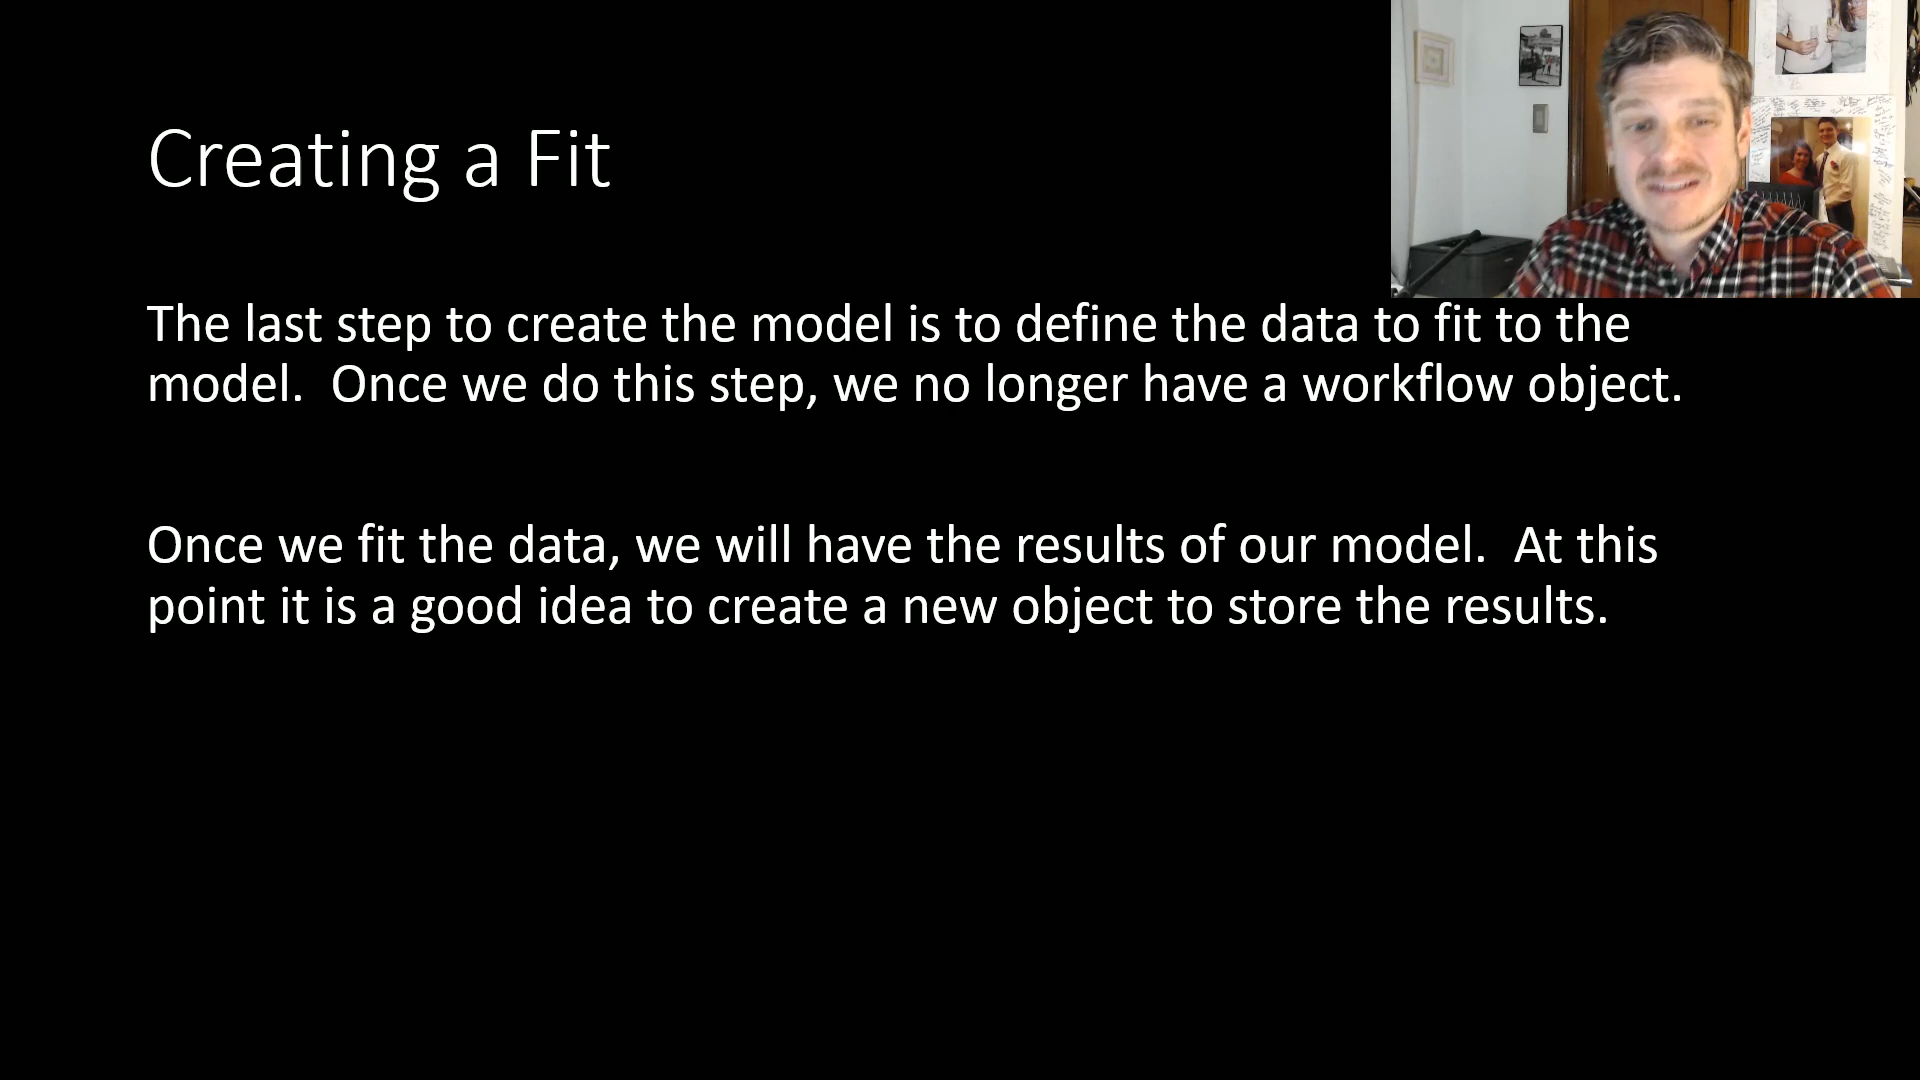 Creating a Fit
The last step to create the model is to define the data to fit to the
model.  Once we do this step, we no longer have a workflow object.
Once we fit the data, we will have the results of our model.  At this
point it is a good idea to create a new object to store the results.